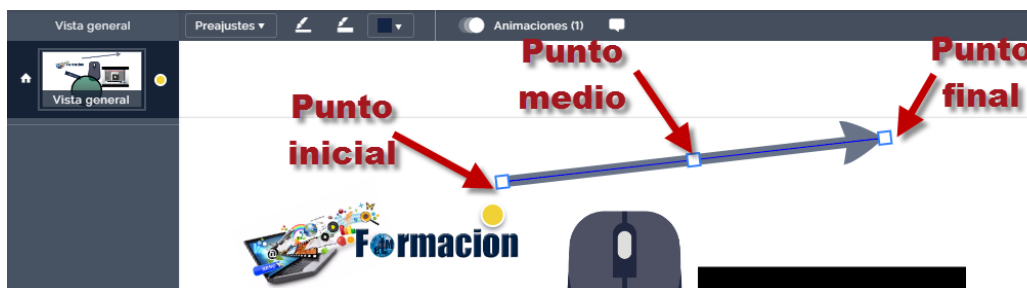 Vista general
Preajustes
Animaciones (1)
Vista general
Punto
inicial
Punto
medio
Punto
final
Formacion